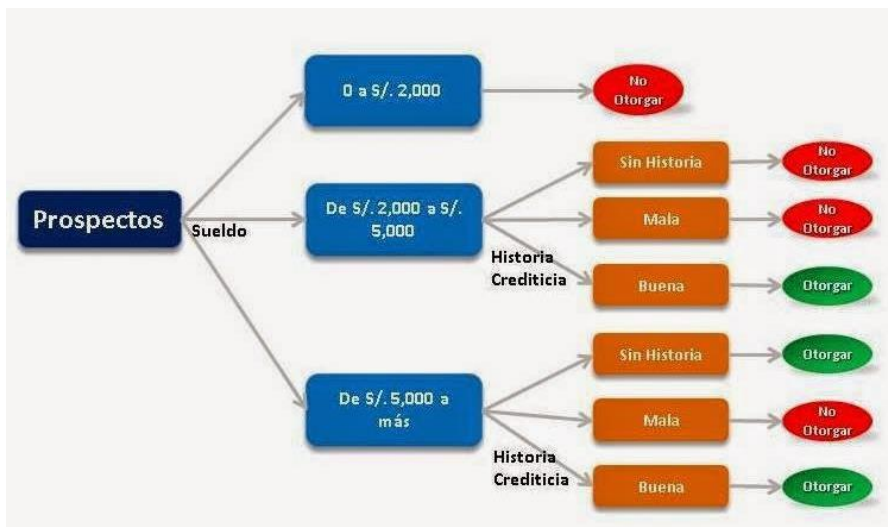 Prospectos
Sueldo
0 a S/. 2,000
No
Otorgar
De S/. 2,000 a S/.
5,000
Historia
Crediticia
Sin Historia
No
Otorgar
Mala
No
Otorgar
Buena
Otorgar
De S/. 5,000 a
más
Historia
Crediticia
Sin Historia
Otorgar
Mala
No
Otorgar
Buena
Otorgar